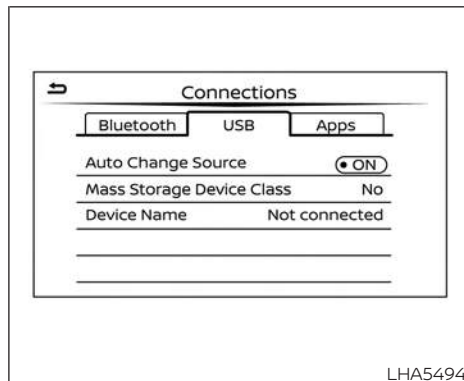 Connections
Bluetooth USB Apps
Auto Change Source ON
Mass Storage Device Class No
Device Name Not connected
LHA5494